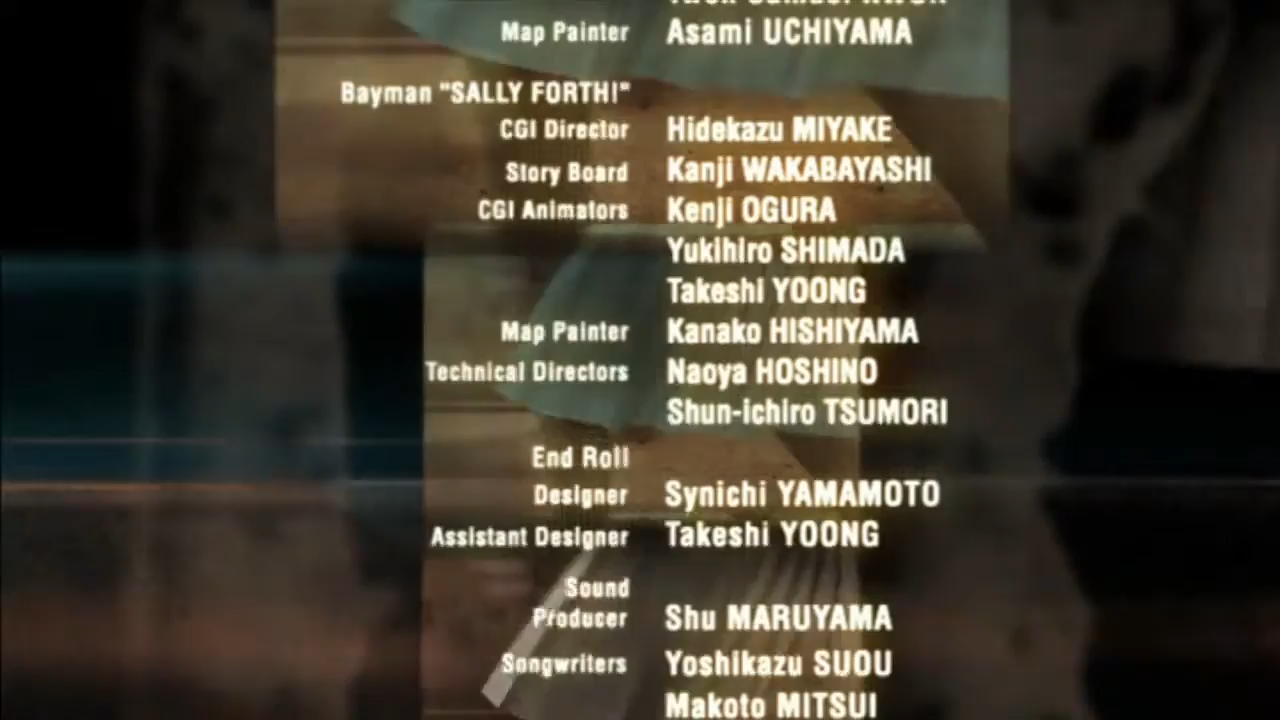 Map Painter Asami UCHIYAMA
Bayman "SALLY FORTH!"
CGI Director Hidekazu MIYAKE
Story Board Kanji WAKABAYASHI
CGI Animators Kenji OGURA
Yukihiro SHIMADA
Takeshi YOONG
Map Painter Kanako HISHIYAMA
Technical Directors Naoya HOSHINO
Shun-ichiro TSUMORI
End Roll
Designer Synichi YAMAMOTO
Assistant Designer Takeshi YOONG
Sound
Producer Shu MARUYAMA
Songwriters Yoshikazu SUOU
Makoto MITSUI